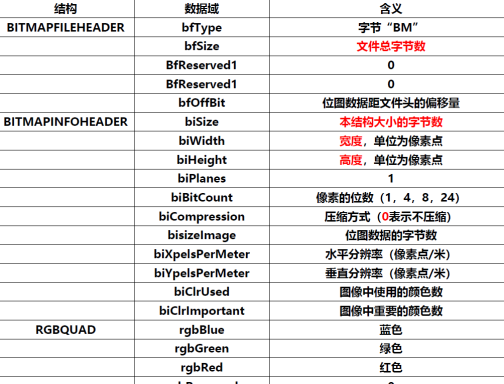 结构 数据域 含义
BITMAPFILEHEADER bfType 字节“BM”
bfSize 文件总字节数
BfReserved1 0
BfReserved1 0
bfOffBit 位图数据距文件头的偏移量
BITMAPINFOHEADER biSize 本结构大小的字节数
biWidth 宽度，单位为像素点
biHeight 高度，单位为像素点
biPlanes 1
biBitCount 像素的位数（1，4，8，24）
biCompression 压缩方式（0表示不压缩）
bisizeImage 位图数据的字节数
biXpelsPerMeter 水平分辨率（像素点/米）
biYpelsPerMeter 垂直分辨率（像素点/米）
biClrUsed 图像中使用的颜色数
biClrImportant 图像中重要的颜色数
RGBQUAD rgbBlue 蓝色
rgbGreen 绿色
rgbRed 红色